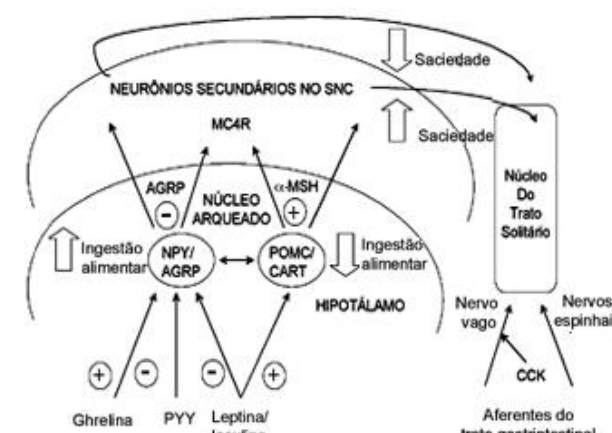 Saciedade
NEURÔNIOS SECUNDÁRIOS NO SNC
MC4R
Saciedade
AGRP
α-MSH
NÚCLEO
ARQUEADO
-
+
Núcleo
Do
Trato
Solitário
Ingestão
alimentar
NPY/
AGRP
POMC/
CART
Ingestão
alimentar
HIPOTÁLAMO
Nervo
vago
Nervos
espinhai
+
-
-
+
CCK
Ghrelina
PYY
Leptina/
Aferentes do